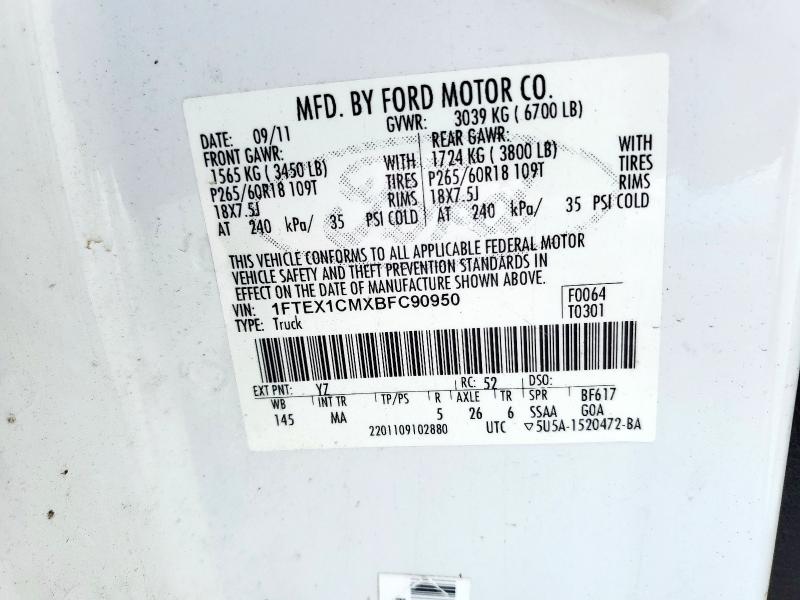 MFD. BY FORD MOTOR CO.
DATE: 09/11 GVWR: 3039 KG ( 6700 LB)
FRONT GAWR: REAR GAWR:
1565 KG ( 3450 LB) WITH 1724 KG ( 3800 LB) WITH
P265/60R18 109T TIRES P265/60R18 109T TIRES
18X7.5J RIMS 18X7.5J RIMS
AT 240 kPa/ 35 PSI COLD AT 240 kPa/ 35 PSI COLD
THIS VEHICLE CONFORMS TO ALL APPLICABLE FEDERAL MOTOR
VEHICLE SAFETY AND THEFT PREVENTION STANDARDS IN
EFFECT ON THE DATE OF MANUFACTURE SHOWN ABOVE.
VIN: 1FTEX1CMXBFC90950 F0064
TYPE: Truck T0301
EXT PNT: YZ RC: 52 DSO:
WB INT TR TP/PS R AXLE TR SPR BF617
145 MA 5 26 6 SSAA GOA
2201109102880 UTC ▽5U5A-1520472-BA